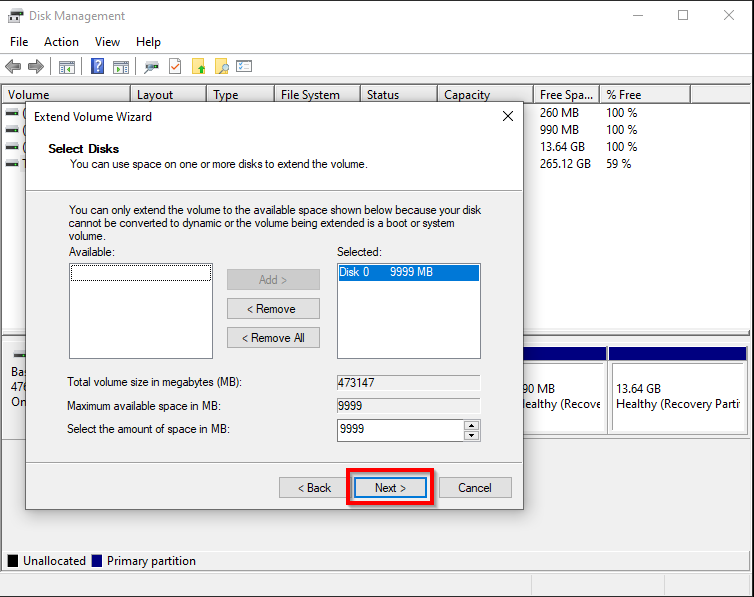 Disk Management
File Action View Help
Volume Layout Type File System Status Capacity Free Spa... % Free
260 MB 100 %
990 MB 100 %
13.64 GB 100 %
265.12 GB 59 %
Extend Volume Wizard
Select Disks
You can use space on one or more disks to extend the volume.
You can only extend the volume to the available space shown below because your disk
cannot be converted to dynamic or the volume being extended is a boot or system
volume.
Available: Selected:
Disk 0 9999 MB
Add >
< Remove
< Remove All
Total volume size in megabytes (MB): 473147
Maximum available space in MB: 9999
Select the amount of space in MB: 9999
< Back Next > Cancel
Ba
476
On
90 MB
ealthy (Recove
13.64 GB
Healthy (Recovery Parti
Unallocated Primary partition